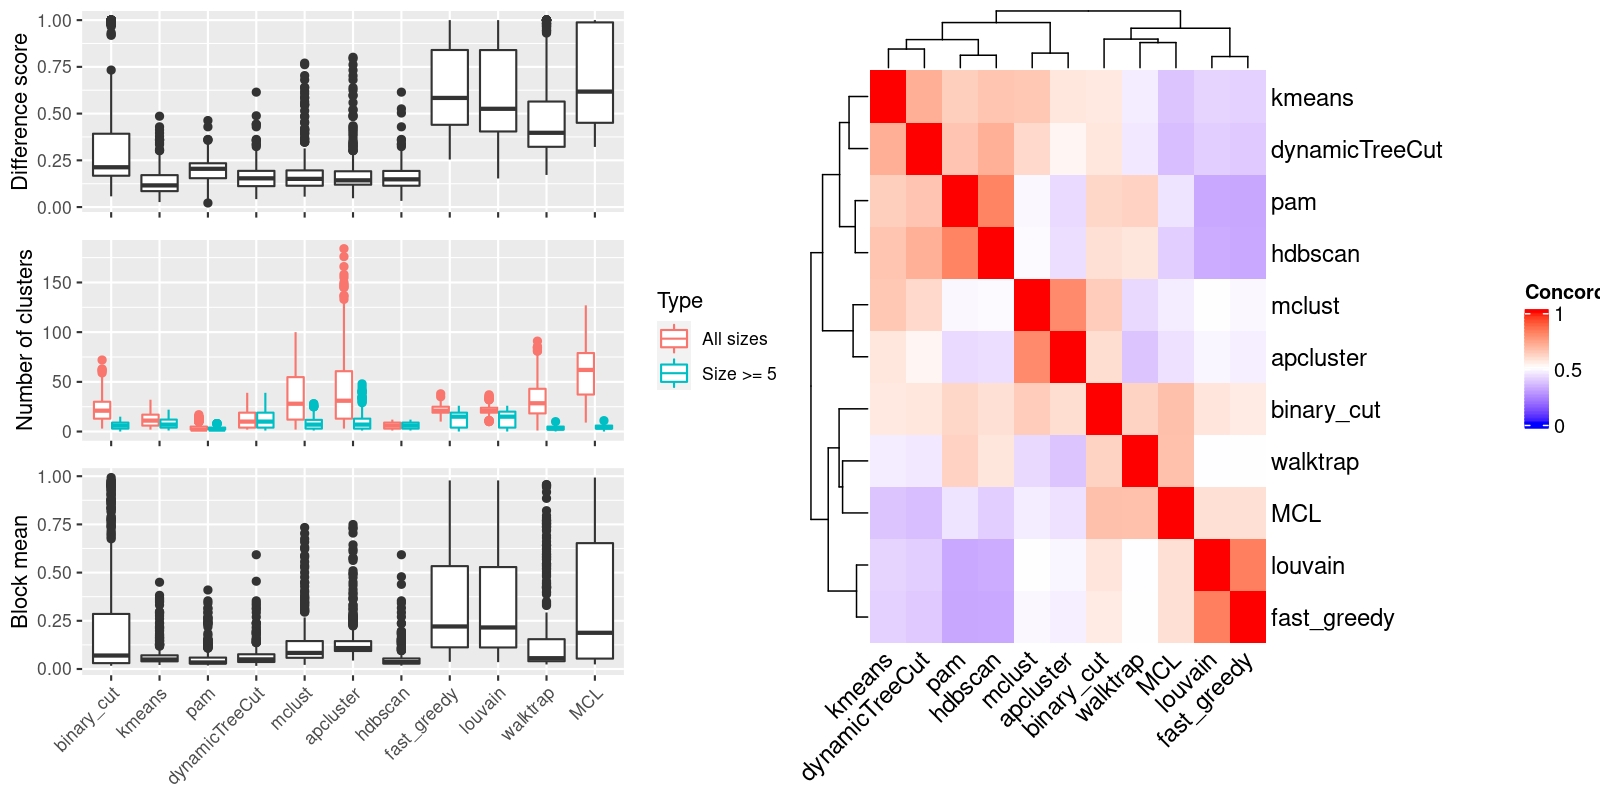 Difference score
1.00
0.75
0.50
0.25
0.00
Number of clusters
150
100
50
0
Block mean
1.00
0.75
0.50
0.25
0.00
binary_cut
kmeans
pam
dynamicTreeCut
mclust
apcluster
hdbscan
fast_greedy
louvain
walktrap
MCL
Type
All sizes
Size >= 5
kmeans
dynamicTreeCut
pam
hdbscan
mclust
apcluster
binary_cut
walktrap
MCL
louvain
fast_greedy
kmeans
dynamicTreeCut
pam
hdbscan
mclust
apcluster
binary_cut
walktrap
MCL
louvain
fast_greedy
Concord
1
0.5
0